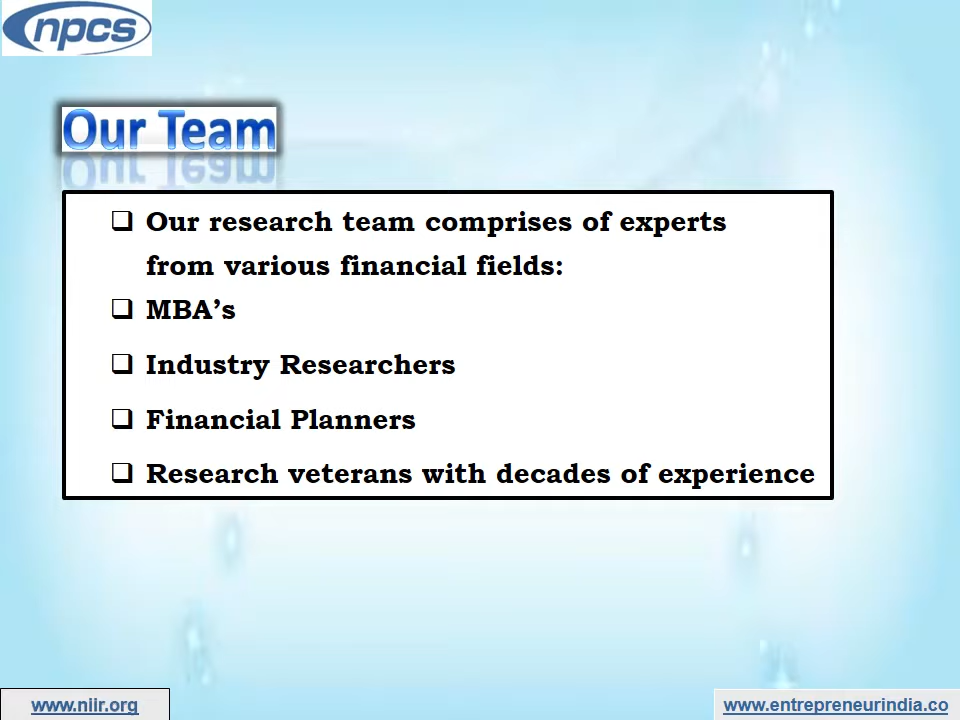 npcs
Our Team
❑ Our research team comprises of experts
from various financial fields:
❑ MBA’s
❑ Industry Researchers
❑ Financial Planners
❑ Research veterans with decades of experience
www.niir.org
www.entrepreneurindia.co